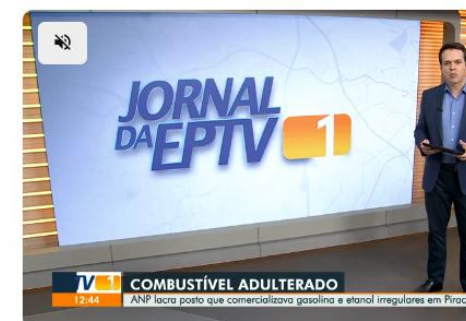 JORNAL
DA EPTV 1
TV 1
COMBUSTÍVEL ADULTERADO
12:44
ANP lacra posto que comercializava gasolina e etanol irregulares em Pirac